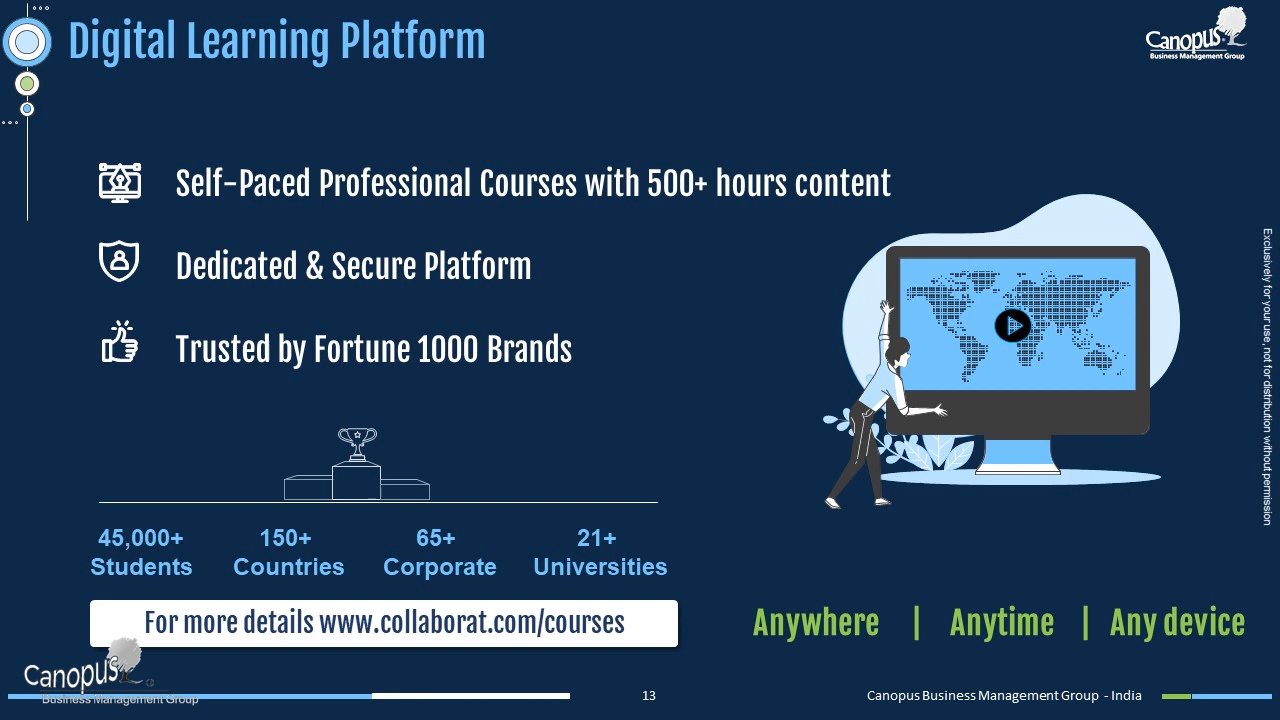 Digital Learning Platform
Canopus
Business Management Group
Self-Paced Professional Courses with 500+ hours content
Dedicated & Secure Platform
Trusted by Fortune 1000 Brands
45,000+ 150+ 65+ 21+
Students Countries Corporate Universities
For more details www.collaborat.com/courses
Anywhere | Anytime | Any device
Exclusively for your use, not for distribution without permission
Canopus
Business Management Group
13
Canopus Business Management Group - India